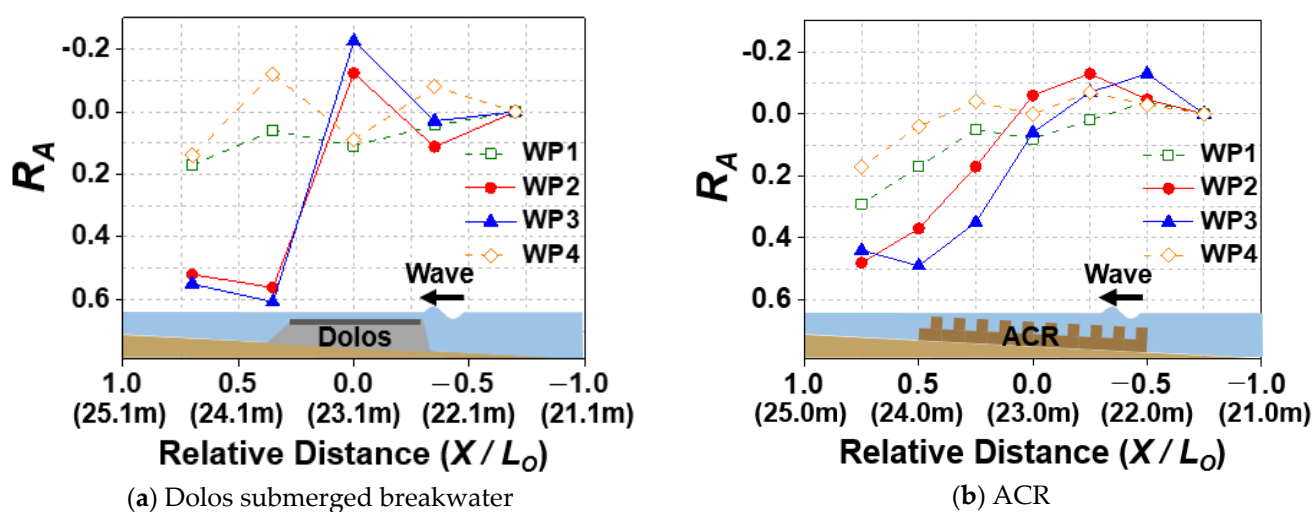 -0.2
0.0
0.2
0.4
0.6
R_A
WP1
WP2
WP3
WP4
Wave
Dolos
1.0 0.5 0.0 −0.5 −1.0
(25.1m) (24.1m) (23.1m) (22.1m) (21.1m)
Relative Distance (X / L_O)
(a) Dolos submerged breakwater
-0.2
0.0
0.2
0.4
0.6
R_A
WP1
WP2
WP3
WP4
Wave
ACR
1.0 0.5 0.0 −0.5 −1.0
(25.0m) (24.0m) (23.0m) (22.0m) (21.0m)
Relative Distance (X / L_O)
(b) ACR